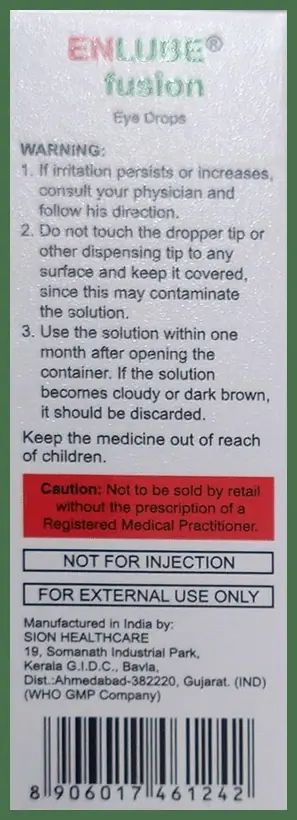 ENLUBE®
fusion
Eye Drops
WARNING:
1. If irritation persists or increases,
consult your physician and
follow his direction.
2. Do not touch the dropper tip or
other dispensing tip to any
surface and keep it covered,
since this may contaminate
the solution.
3. Use the solution within one
month after opening the
container. If the solution
becomes cloudy or dark brown,
it should be discarded.
Keep the medicine out of reach
of children.
Caution: Not to be sold by retail
without the prescription of a
Registered Medical Practitioner.
NOT FOR INJECTION
FOR EXTERNAL USE ONLY
Manufactured in India by:
SION HEALTHCARE
19, Somanath Industrial Park,
Kerala G.I.D.C., Bavla,
Dist.:Ahmedabad-382220, Gujarat. (IND)
(WHO GMP Company)
8 906017 461242